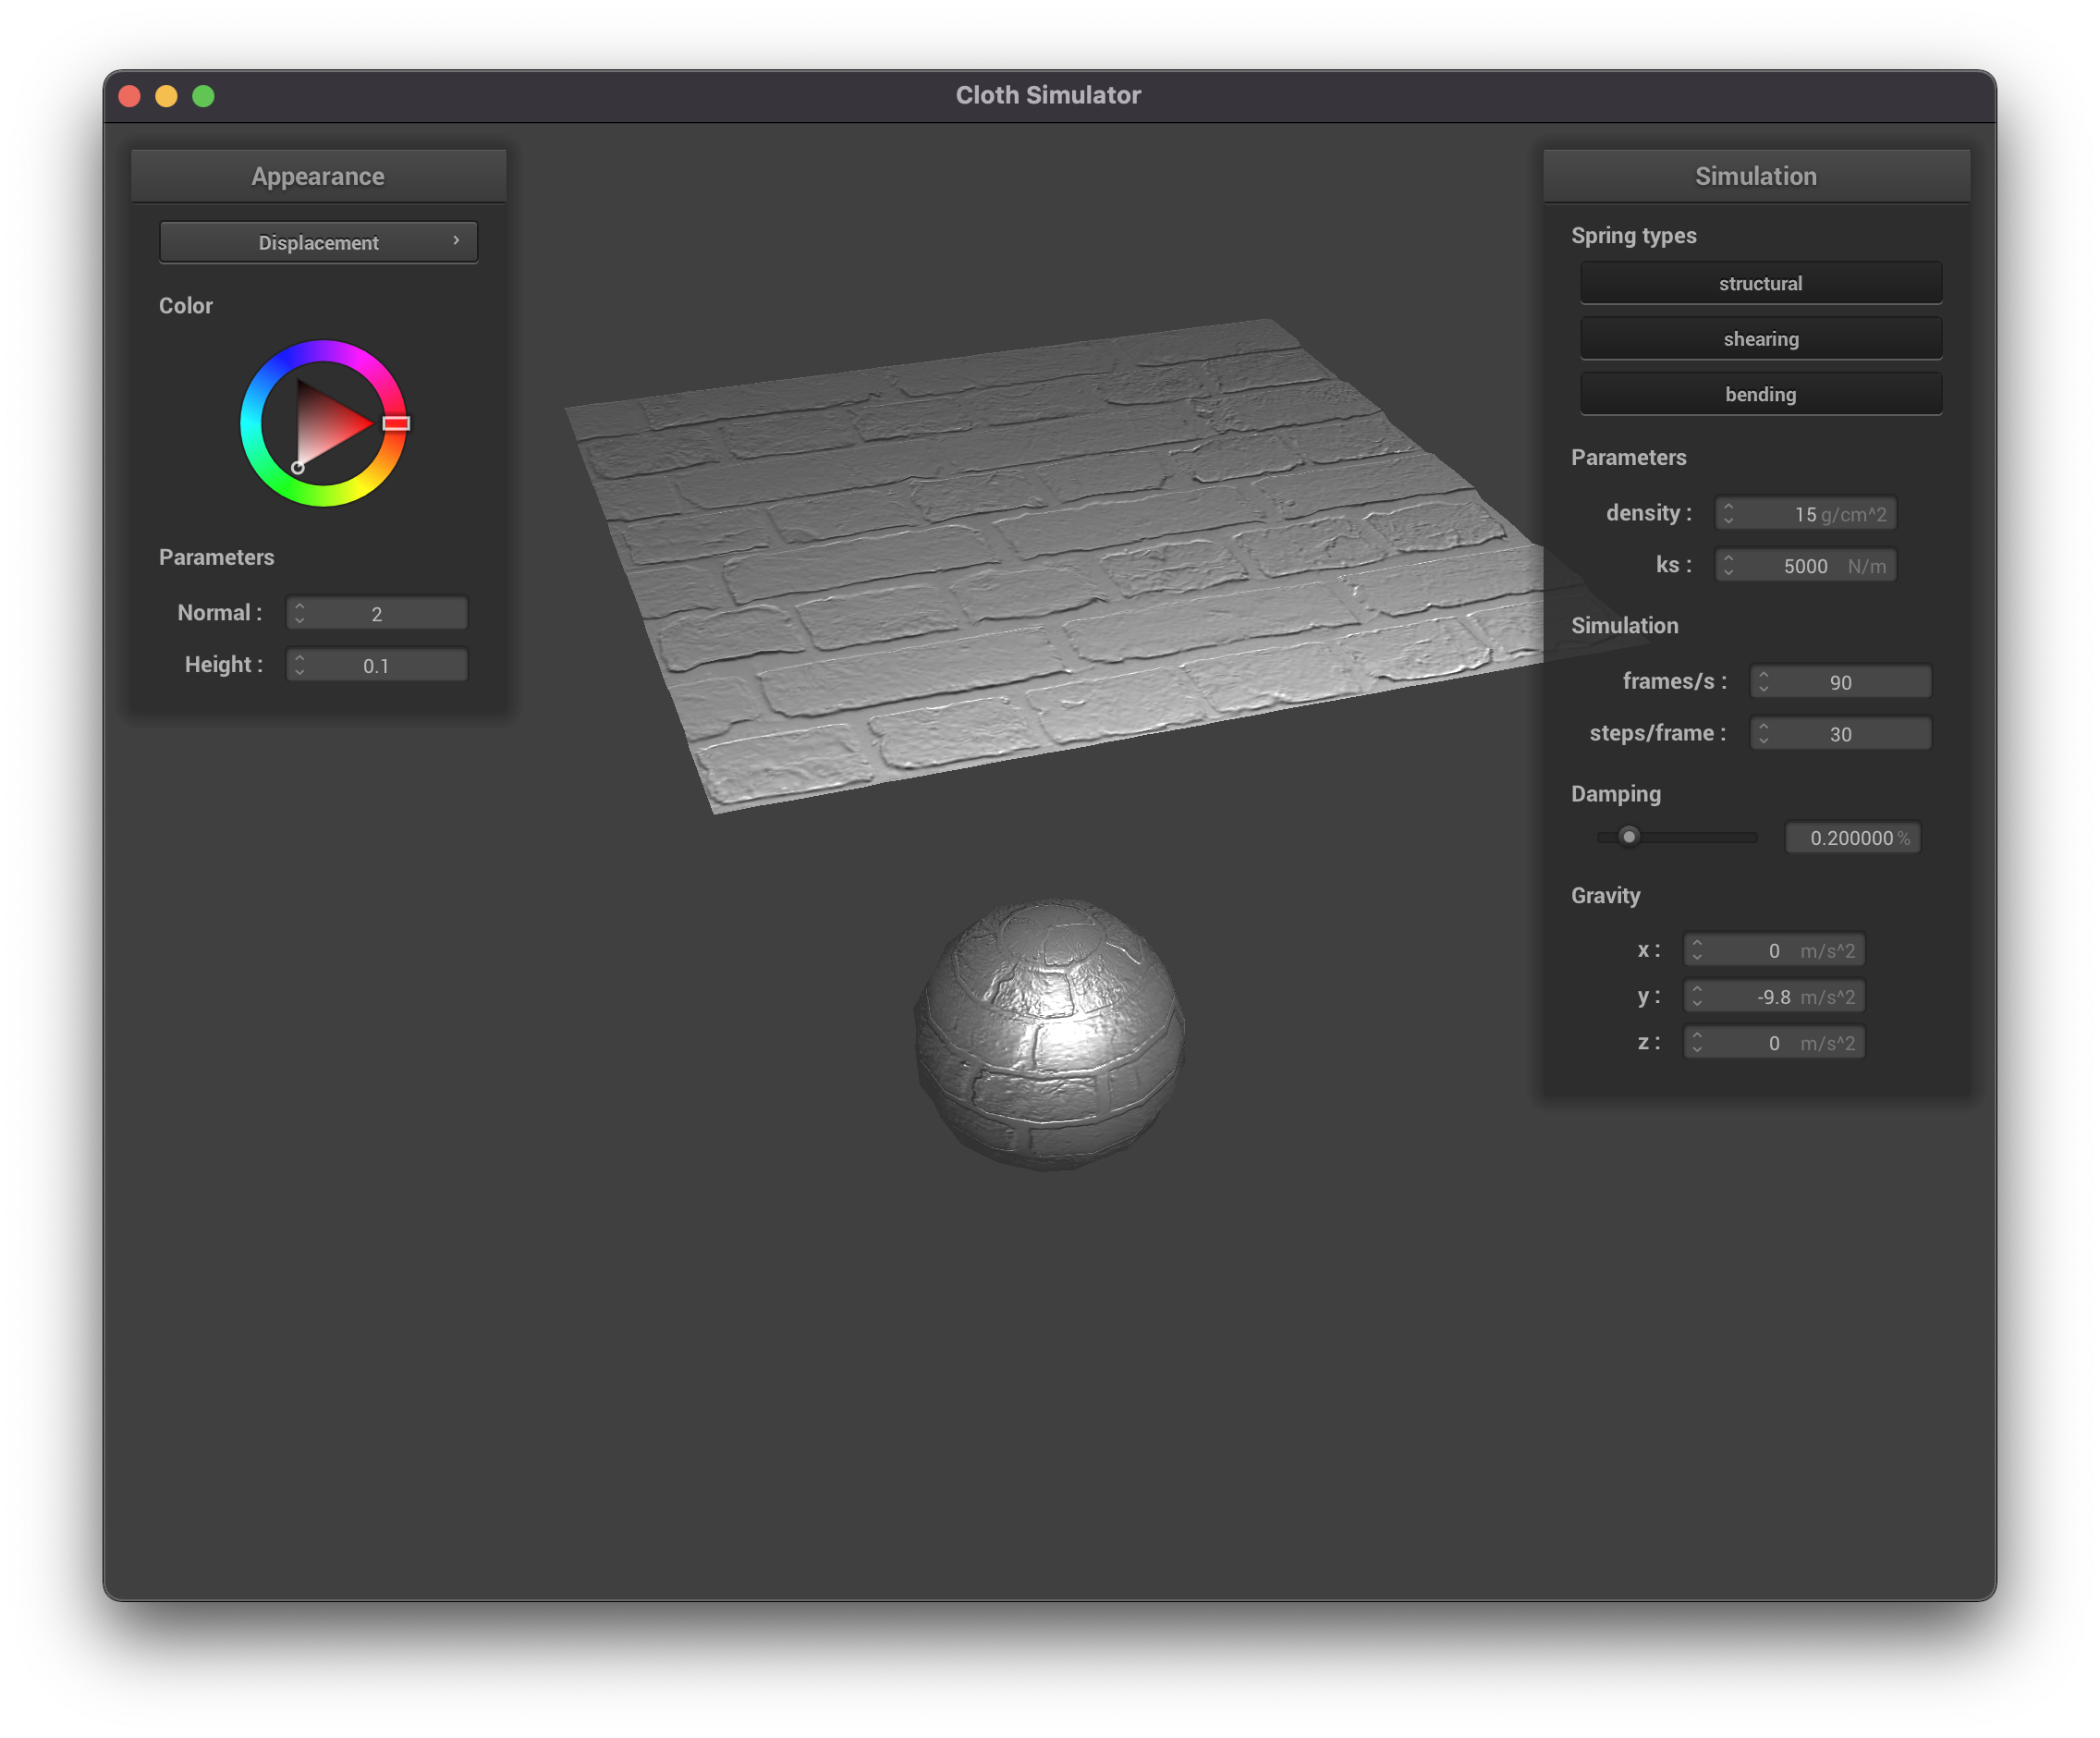 Cloth Simulator
Appearance
Displacement
Color
Parameters
Normal : 2
Height : 0.1
Simulation
Spring types
structural
shearing
bending
Parameters
density : 15 g/cm^2
ks : 5000 N/m
Simulation
frames/s : 90
steps/frame : 30
Damping
0.200000 %
Gravity
x : 0 m/s^2
y : -9.8 m/s^2
z : 0 m/s^2